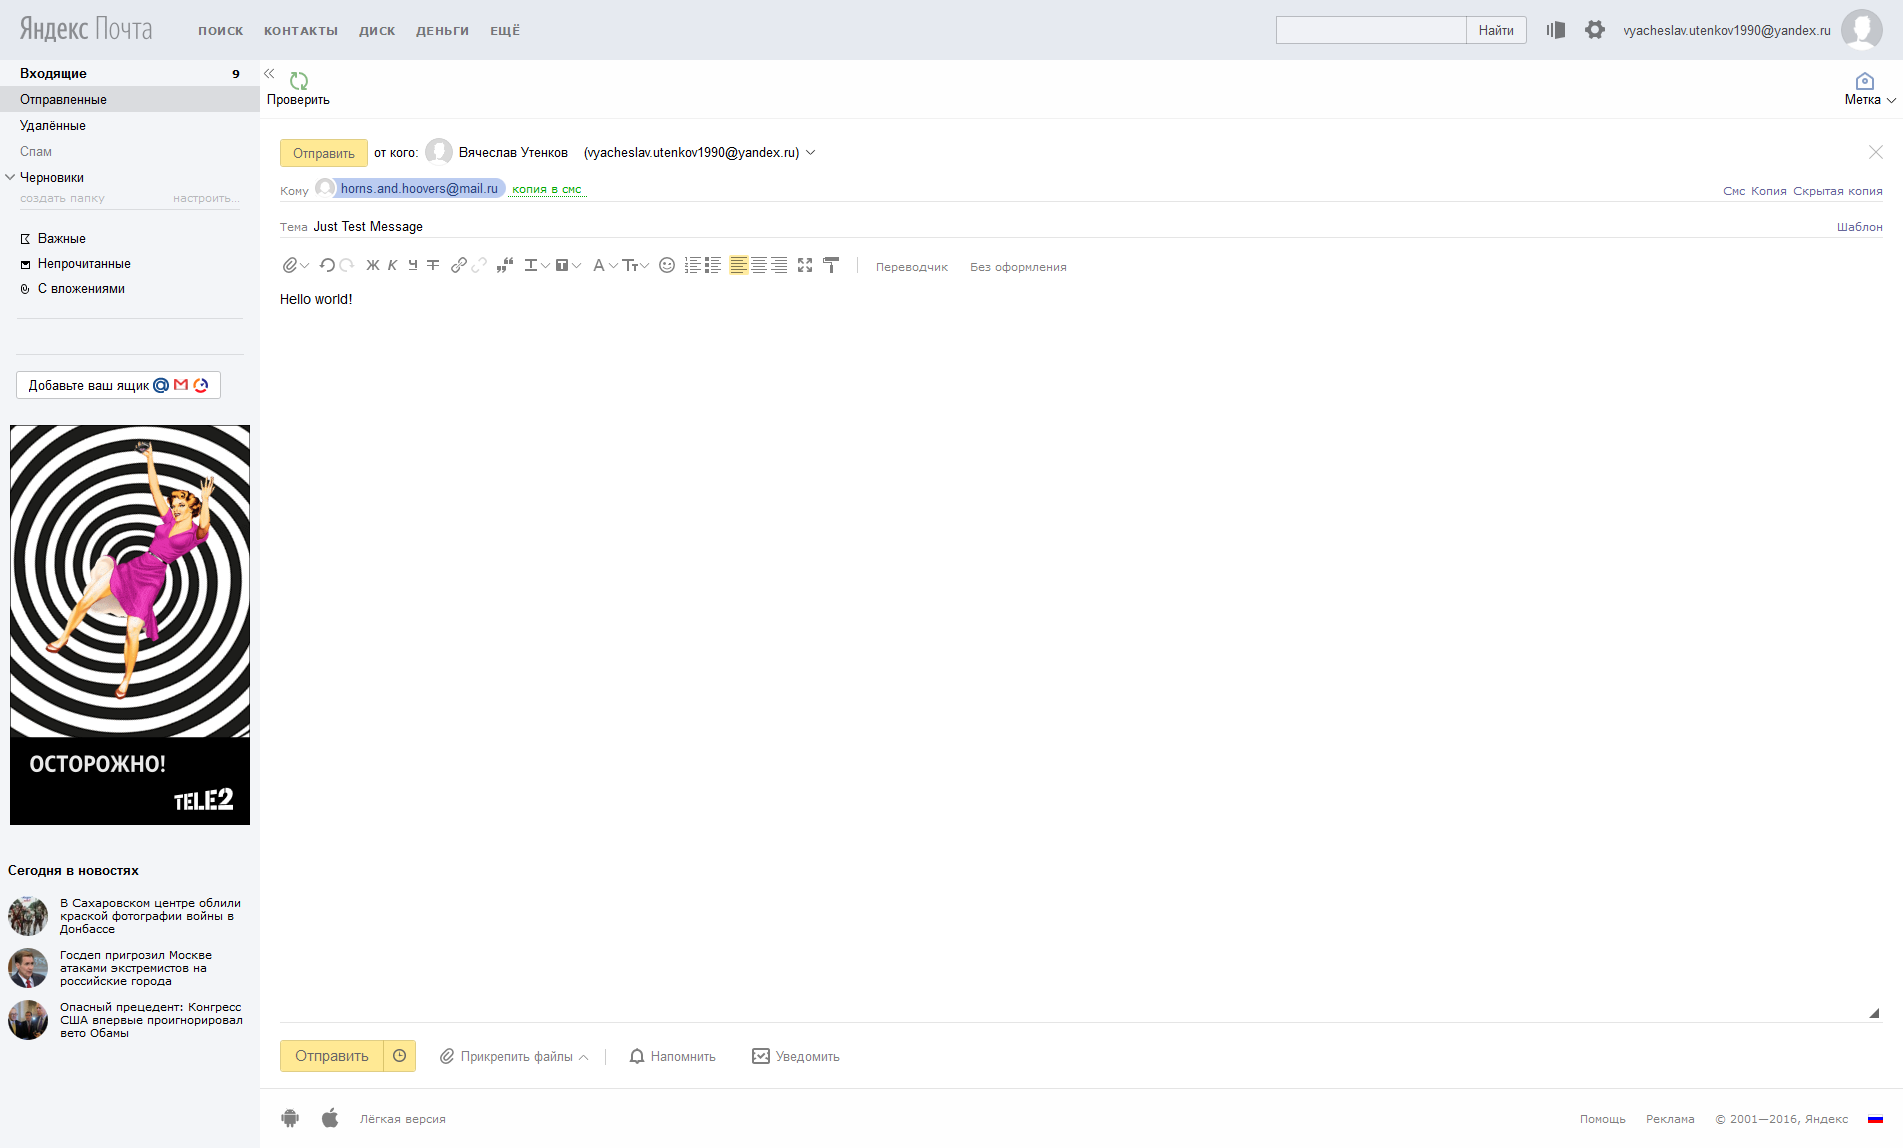 Яндекс Почта
ПОИСК КОНТАКТЫ ДИСК ДЕНЬГИ ЕЩЁ
Найти
vyacheslav.utenkov1990@yandex.ru
Входящие 9
Отправленные
Удалённые
Спам
Черновики
создать папку настроить...
Важные
Непрочитанные
С вложениями
Добавьте ваш ящик
ОСТОРОЖНО!
TELE2
Сегодня в новостях
В Сахаровском центре облили
краской фотографии войны в
Донбассе
Госдеп пригрозил Москве
атаками экстремистов на
российские города
Опасный прецедент: Конгресс
США впервые проигнорировал
вето Обамы
Проверить
Метка
Отправить от кого: Вячеслав Утенков (vyacheslav.utenkov1990@yandex.ru)
Кому horns.and.hoovers@mail.ru копия в смс Смс Копия Скрытая копия
Тема Just Test Message Шаблон
Ж К Ч Т Т А Тт Переводчик Без оформления
Hello world!
Отправить Прикрепить файлы Напомнить Уведомить
Лёгкая версия Помощь Реклама © 2001—2016, Яндекс